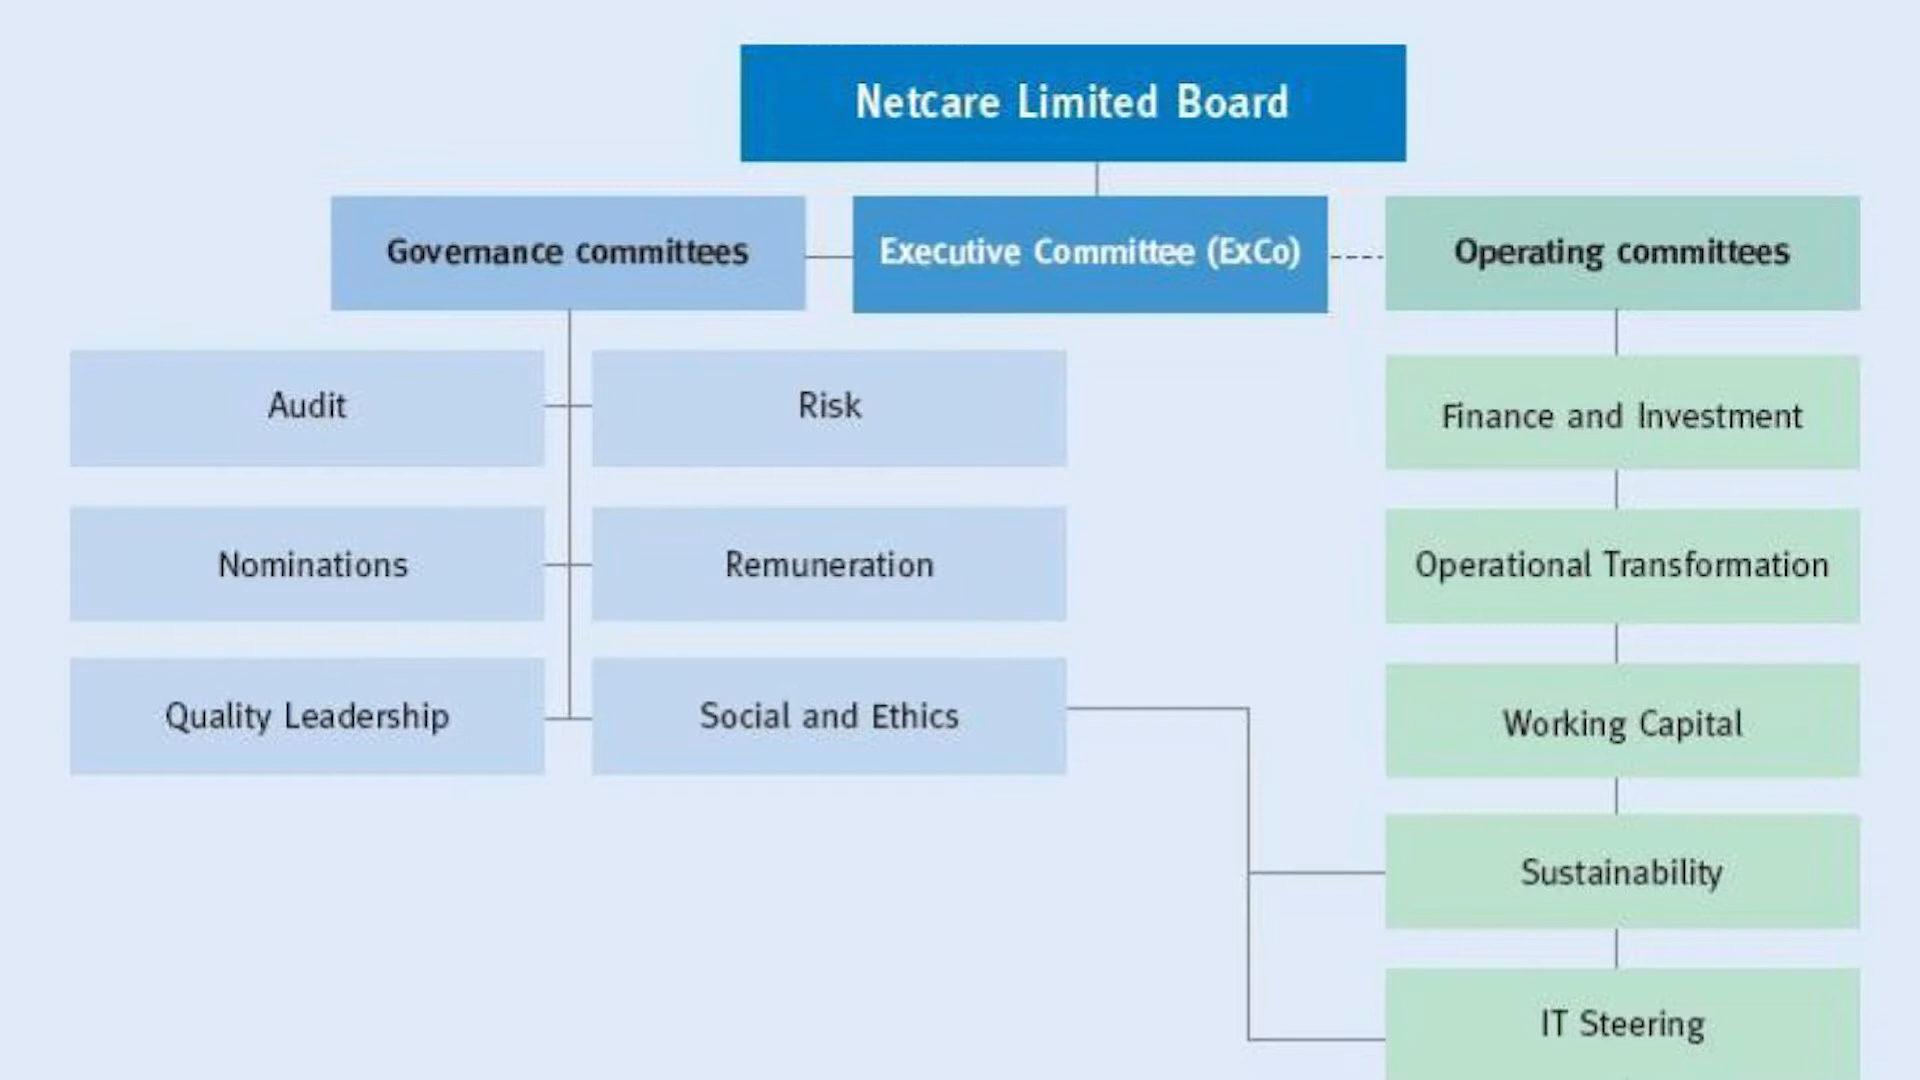 Netcare Limited Board
Governance committees
Executive Committee (ExCo)
Operating committees
Audit
Risk
Finance and Investment
Nominations
Remuneration
Operational Transformation
Quality Leadership
Social and Ethics
Working Capital
Sustainability
IT Steering